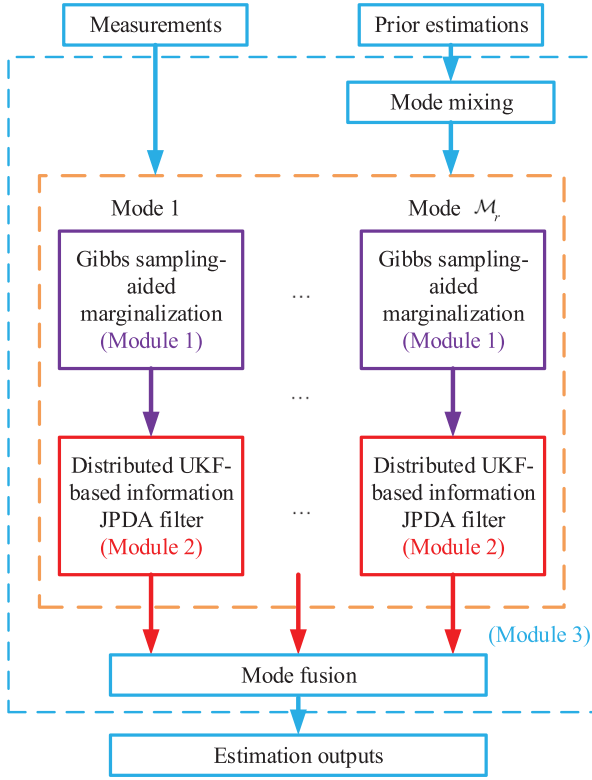 Measurements
Prior estimations
Mode mixing
Mode 1
Mode ℳr
Gibbs sampling-
aided
marginalization
(Module 1)
...
Gibbs sampling-
aided
marginalization
(Module 1)
...
Distributed UKF-
based information
JPDA filter
(Module 2)
...
Distributed UKF-
based information
JPDA filter
(Module 2)
(Module 3)
Mode fusion
Estimation outputs